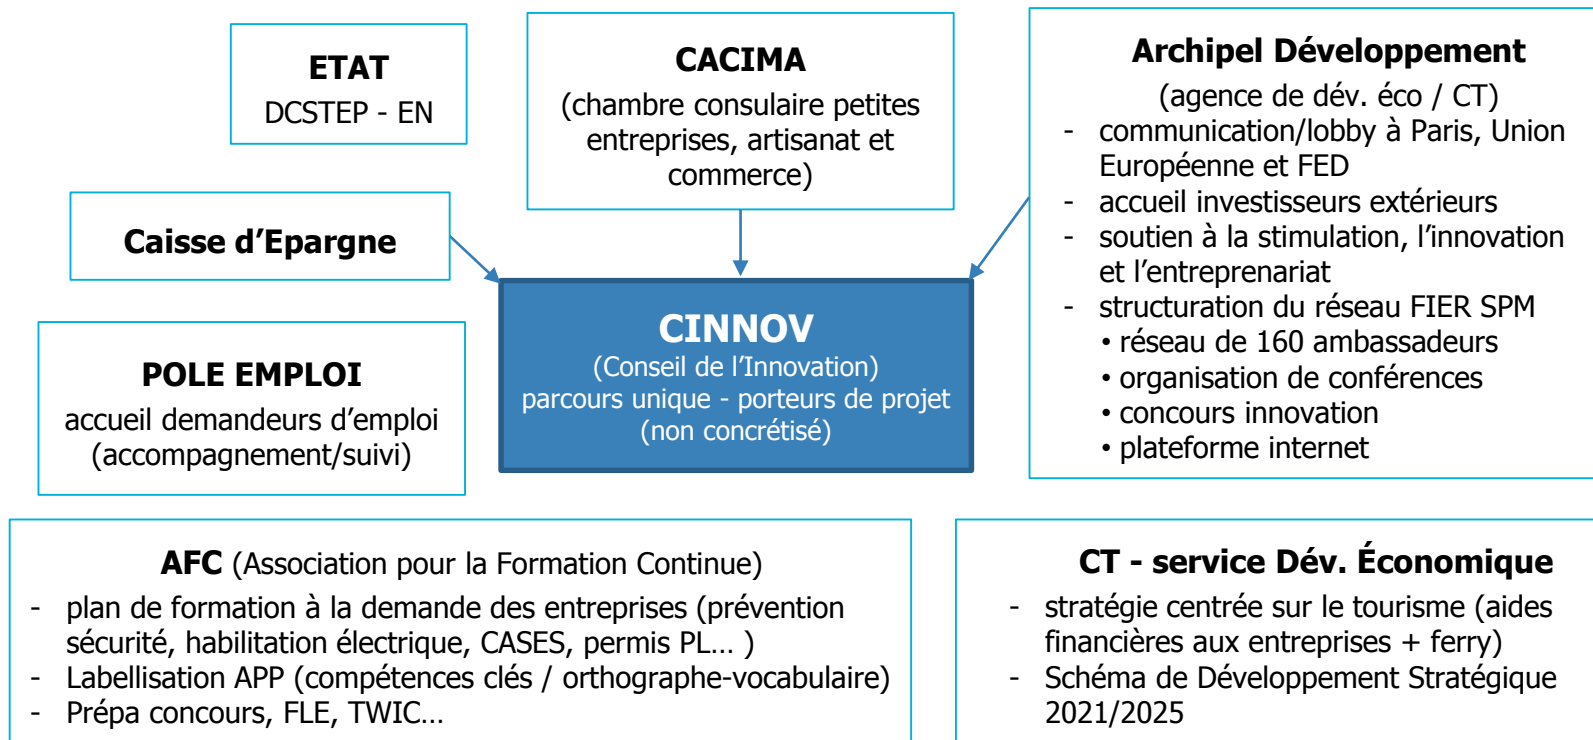 ETAT
DCSTEP - EN
CACIMA
(chambre consulaire petites
entreprises, artisanat et
commerce)
Archipel Développement
(agence de dév. éco / CT)
- communication/lobby à Paris, Union
Européenne et FED
- accueil investisseurs extérieurs
- soutien à la stimulation, l’innovation
et l’entreprenariat
- structuration du réseau FIER SPM
• réseau de 160 ambassadeurs
• organisation de conférences
• concours innovation
• plateforme internet
Caisse d’Epargne
CINNOV
(Conseil de l’Innovation)
parcours unique - porteurs de projet
(non concrétisé)
POLE EMPLOI
accueil demandeurs d’emploi
(accompagnement/suivi)
AFC (Association pour la Formation Continue)
- plan de formation à la demande des entreprises (prévention
sécurité, habilitation électrique, CASES, permis PL… )
- Labellisation APP (compétences clés / orthographe-vocabulaire)
- Prépa concours, FLE, TWIC…
CT - service Dév. Économique
- stratégie centrée sur le tourisme (aides
financières aux entreprises + ferry)
- Schéma de Développement Stratégique
2021/2025